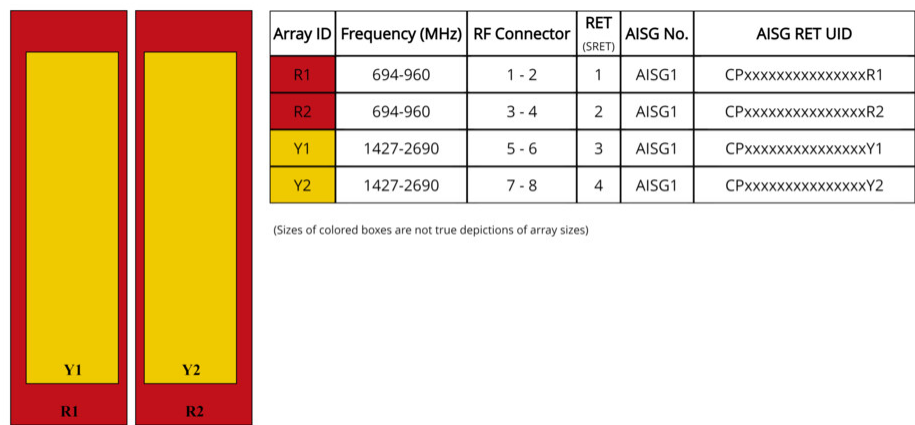 Array ID Frequency (MHz) RF Connector RET (SRET) AISG No. AISG RET UID
R1 694-960 1 - 2 1 AISG1 CPxxxxxxxxxxxxxxxR1
R2 694-960 3 - 4 2 AISG1 CPxxxxxxxxxxxxxxxR2
Y1 1427-2690 5 - 6 3 AISG1 CPxxxxxxxxxxxxxxxY1
Y2 1427-2690 7 - 8 4 AISG1 CPxxxxxxxxxxxxxxxY2
(Sizes of colored boxes are not true depictions of array sizes)
Y1 Y2
R1 R2